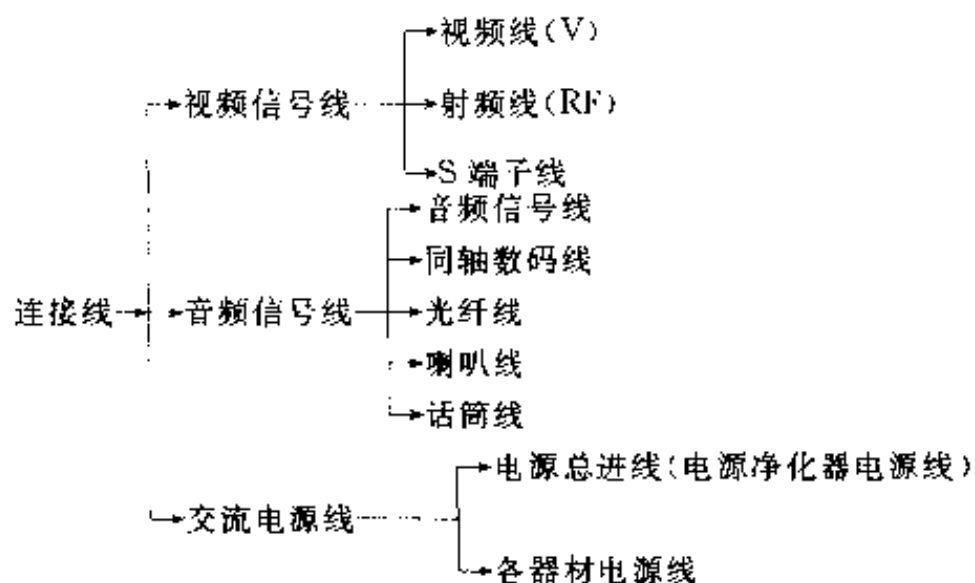 视频线(V)
视频信号线
射频线(RF)
S 端子线
音频信号线
同轴数码线
连接线
音频信号线
光纤线
喇叭线
话筒线
电源总进线(电源净化器电源线)
交流电源线
各器材电源线